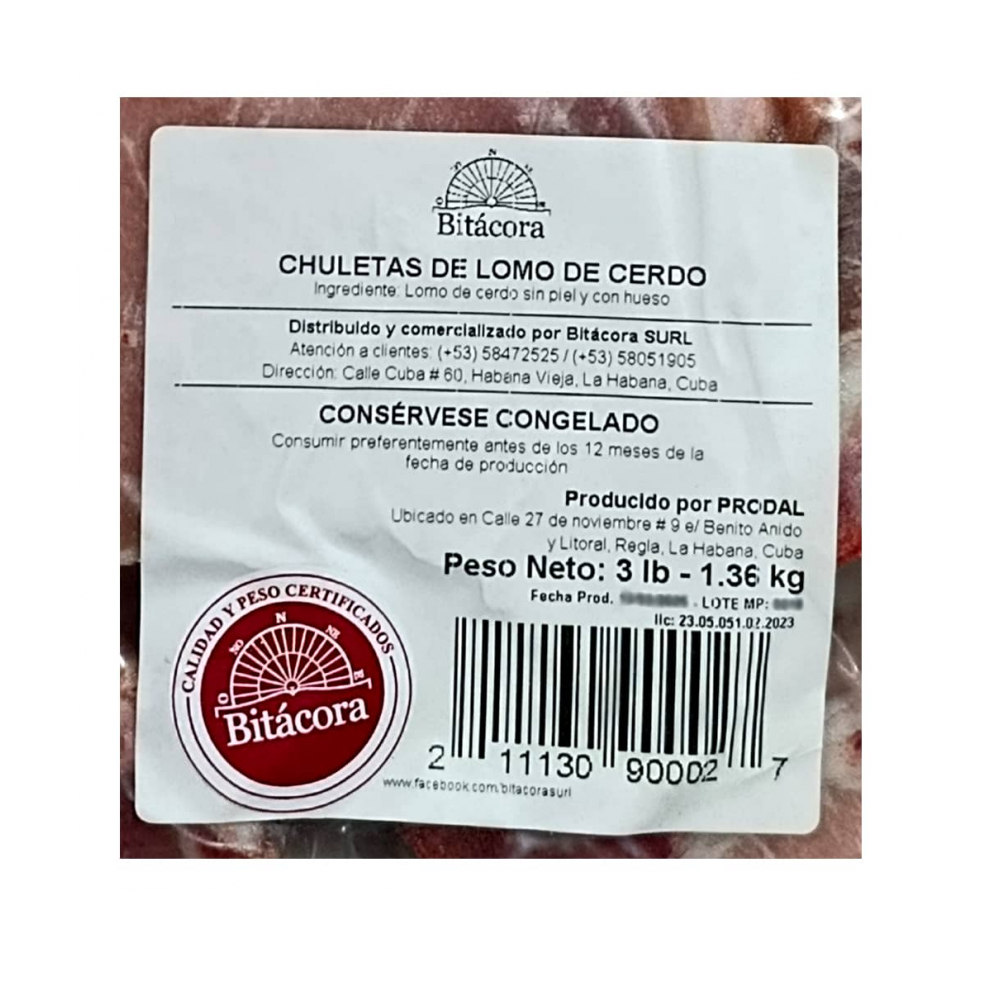 N
Bitácora
CHULETAS DE LOMO DE CERDO
Ingrediente: Lomo de cerdo sin piel y con hueso
Distribuido y comercializado por Bitácora SURL
Atención a clientes: (+53) 58472525 / (+53) 58051905
Dirección: Calle Cuba # 60, Habana Vieja, La Habana, Cuba
CONSÉRVESE CONGELADO
Consumir preferentemente antes de los 12 meses de la
fecha de producción
Producido por PRODAL
Ubicado en Calle 27 de noviembre # 9 e/ Benito Anido
y Litoral, Regla, La Habana, Cuba
Peso Neto: 3 lb - 1.36 kg
Fecha Prod. - LOTE MP:
llc: 23.05.051.02.2023
CALIDAD Y PESO CERTIFICADOS
O NO N NE E
Bitácora
2 11130 90002 7
www.facebook.com/bitacorasurl